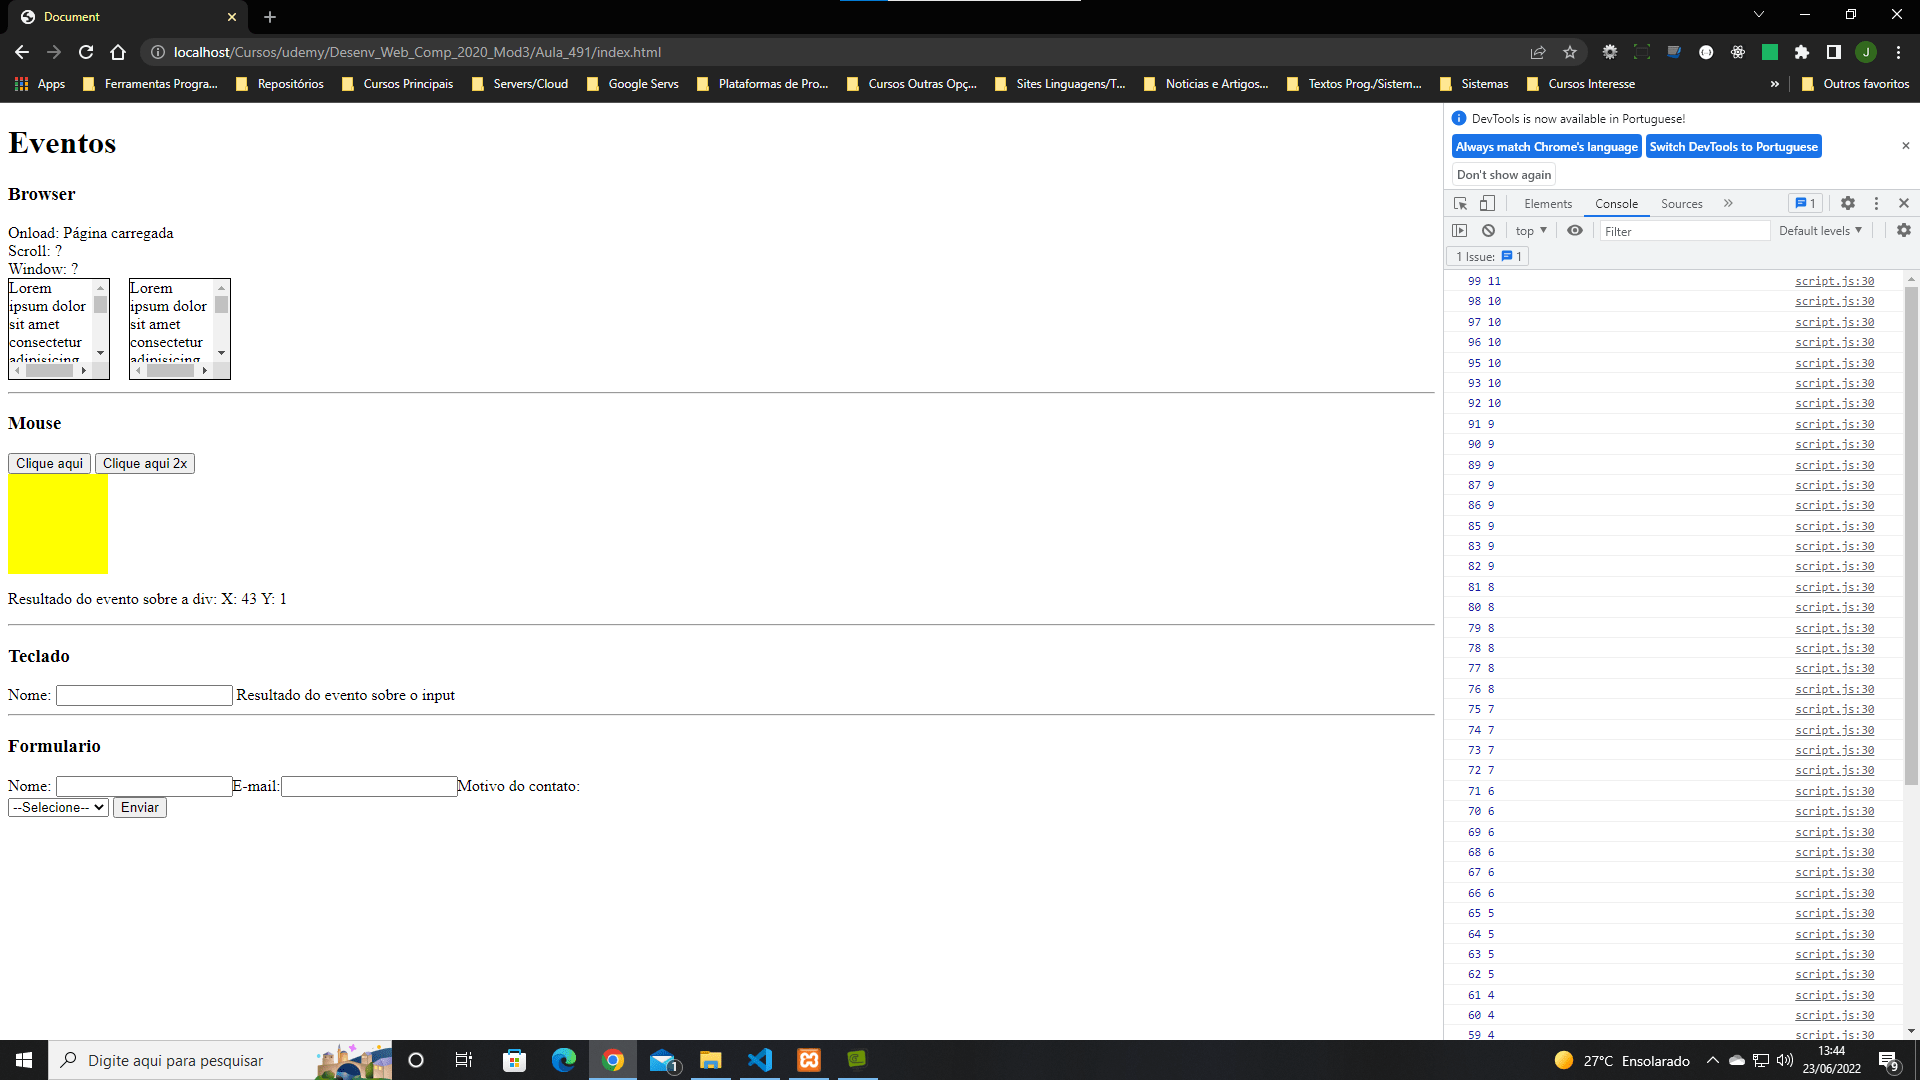 Document
localhost/Cursos/udemy/Desenv_Web_Comp_2020_Mod3/Aula_491/index.html
J
Apps
Ferramentas Progra...
Repositórios
Cursos Principais
Servers/Cloud
Google Servs
Plataformas de Pro...
Cursos Outras Opç...
Sites Linguagens/T...
Noticias e Artigos...
Textos Prog./Sistem...
Sistemas
Cursos Interesse
»
Outros favoritos
Eventos
Browser
Onload: Página carregada
Scroll: ?
Window: ?
Lorem
ipsum dolor
sit amet
consectetur
adipisicing
Lorem
ipsum dolor
sit amet
consectetur
adipisicing
Mouse
Clique aqui
Clique aqui 2x
Resultado do evento sobre a div: X: 43 Y: 1
Teclado
Nome:
Resultado do evento sobre o input
Formulario
Nome:
E-mail:
Motivo do contato:
--Selecione--
Enviar
DevTools is now available in Portuguese!
Always match Chrome's language
Switch DevTools to Portuguese
Don't show again
Elements
Console
Sources
»
1
top
Filter
Default levels
1 Issue: 1
99 11 script.js:30
98 10 script.js:30
97 10 script.js:30
96 10 script.js:30
95 10 script.js:30
93 10 script.js:30
92 10 script.js:30
91 9 script.js:30
90 9 script.js:30
89 9 script.js:30
87 9 script.js:30
86 9 script.js:30
85 9 script.js:30
83 9 script.js:30
82 9 script.js:30
81 8 script.js:30
80 8 script.js:30
79 8 script.js:30
78 8 script.js:30
77 8 script.js:30
76 8 script.js:30
75 7 script.js:30
74 7 script.js:30
73 7 script.js:30
72 7 script.js:30
71 6 script.js:30
70 6 script.js:30
69 6 script.js:30
68 6 script.js:30
67 6 script.js:30
66 6 script.js:30
65 5 script.js:30
64 5 script.js:30
63 5 script.js:30
62 5 script.js:30
61 4 script.js:30
60 4 script.js:30
59 4 script.js:30
Digite aqui para pesquisar
1
27°C Ensolarado
13:44
23/06/2022
9